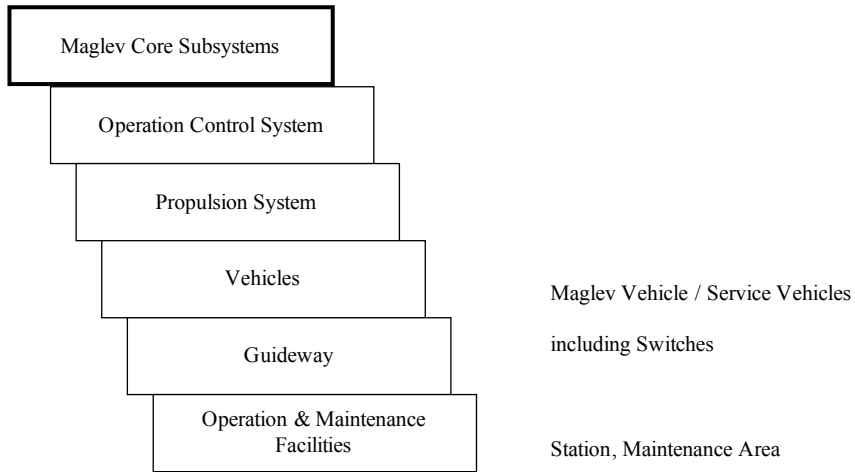 Maglev Core Subsystems
Operation Control System
Propulsion System
Vehicles
Maglev Vehicle / Service Vehicles
Guideway
including Switches
Operation & Maintenance
Facilities
Station, Maintenance Area